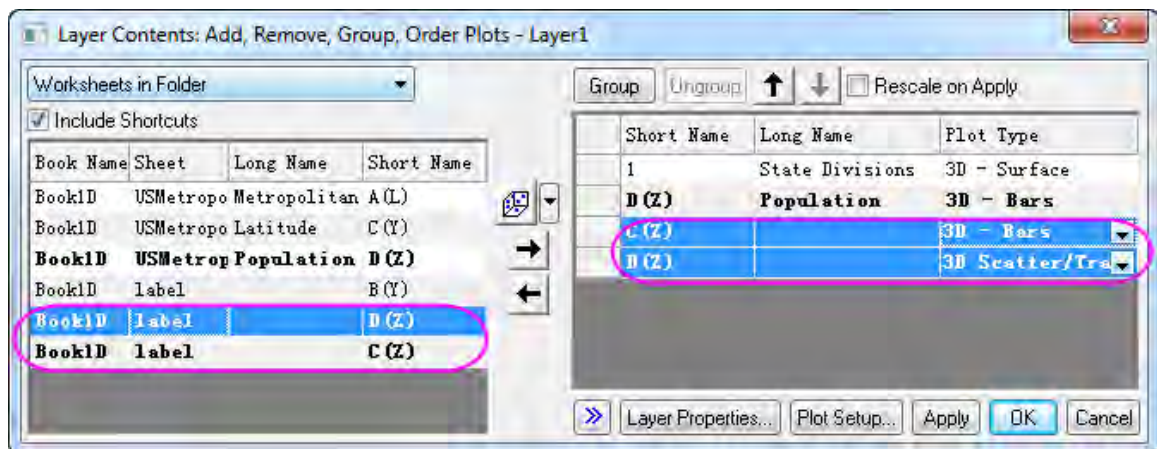 Layer Contents: Add, Remove, Group, Order Plots - Layer1
Worksheets in Folder
Include Shortcuts
Book Name Sheet Long Name Short Name
Book1D USMetropo Metropolitan A(L)
Book1D USMetropo Latitude C(Y)
Book1D USMetrop Population D(Z)
Book1D label B(Y)
Book1D label D(Z)
Book1D label C(Z)
Group Ungroup Rescale on Apply
Short Name Long Name Plot Type
1 State Divisions 3D - Surface
D(Z) Population 3D - Bars
C(Z) 3D - Bars
D(Z) 3D Scatter/Tra
Layer Properties... Plot Setup... Apply OK Cancel